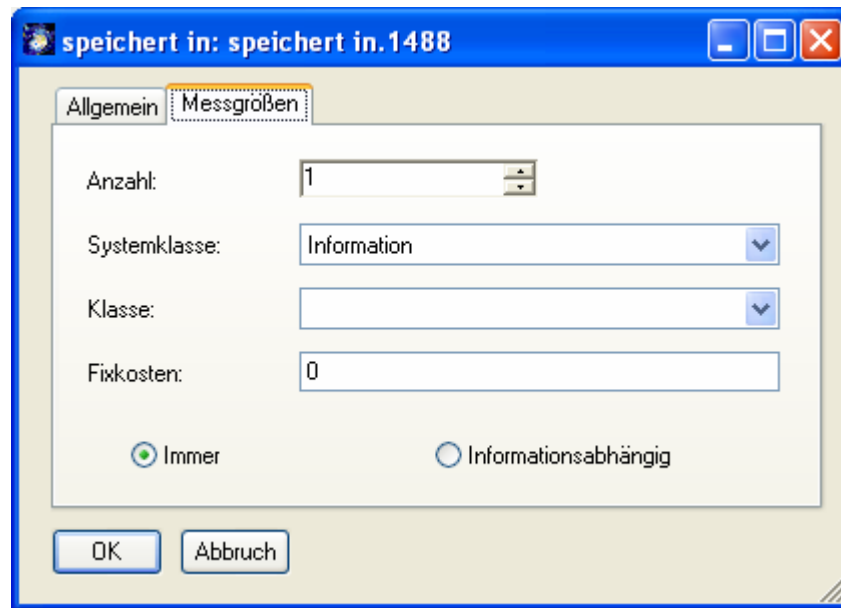 speichert in: speichert in.1488
Allgemein Messgrößen
Anzahl: 1
Systemklasse: Information
Klasse:
Fixkosten: 0
Immer Informationsabhängig
OK Abbruch